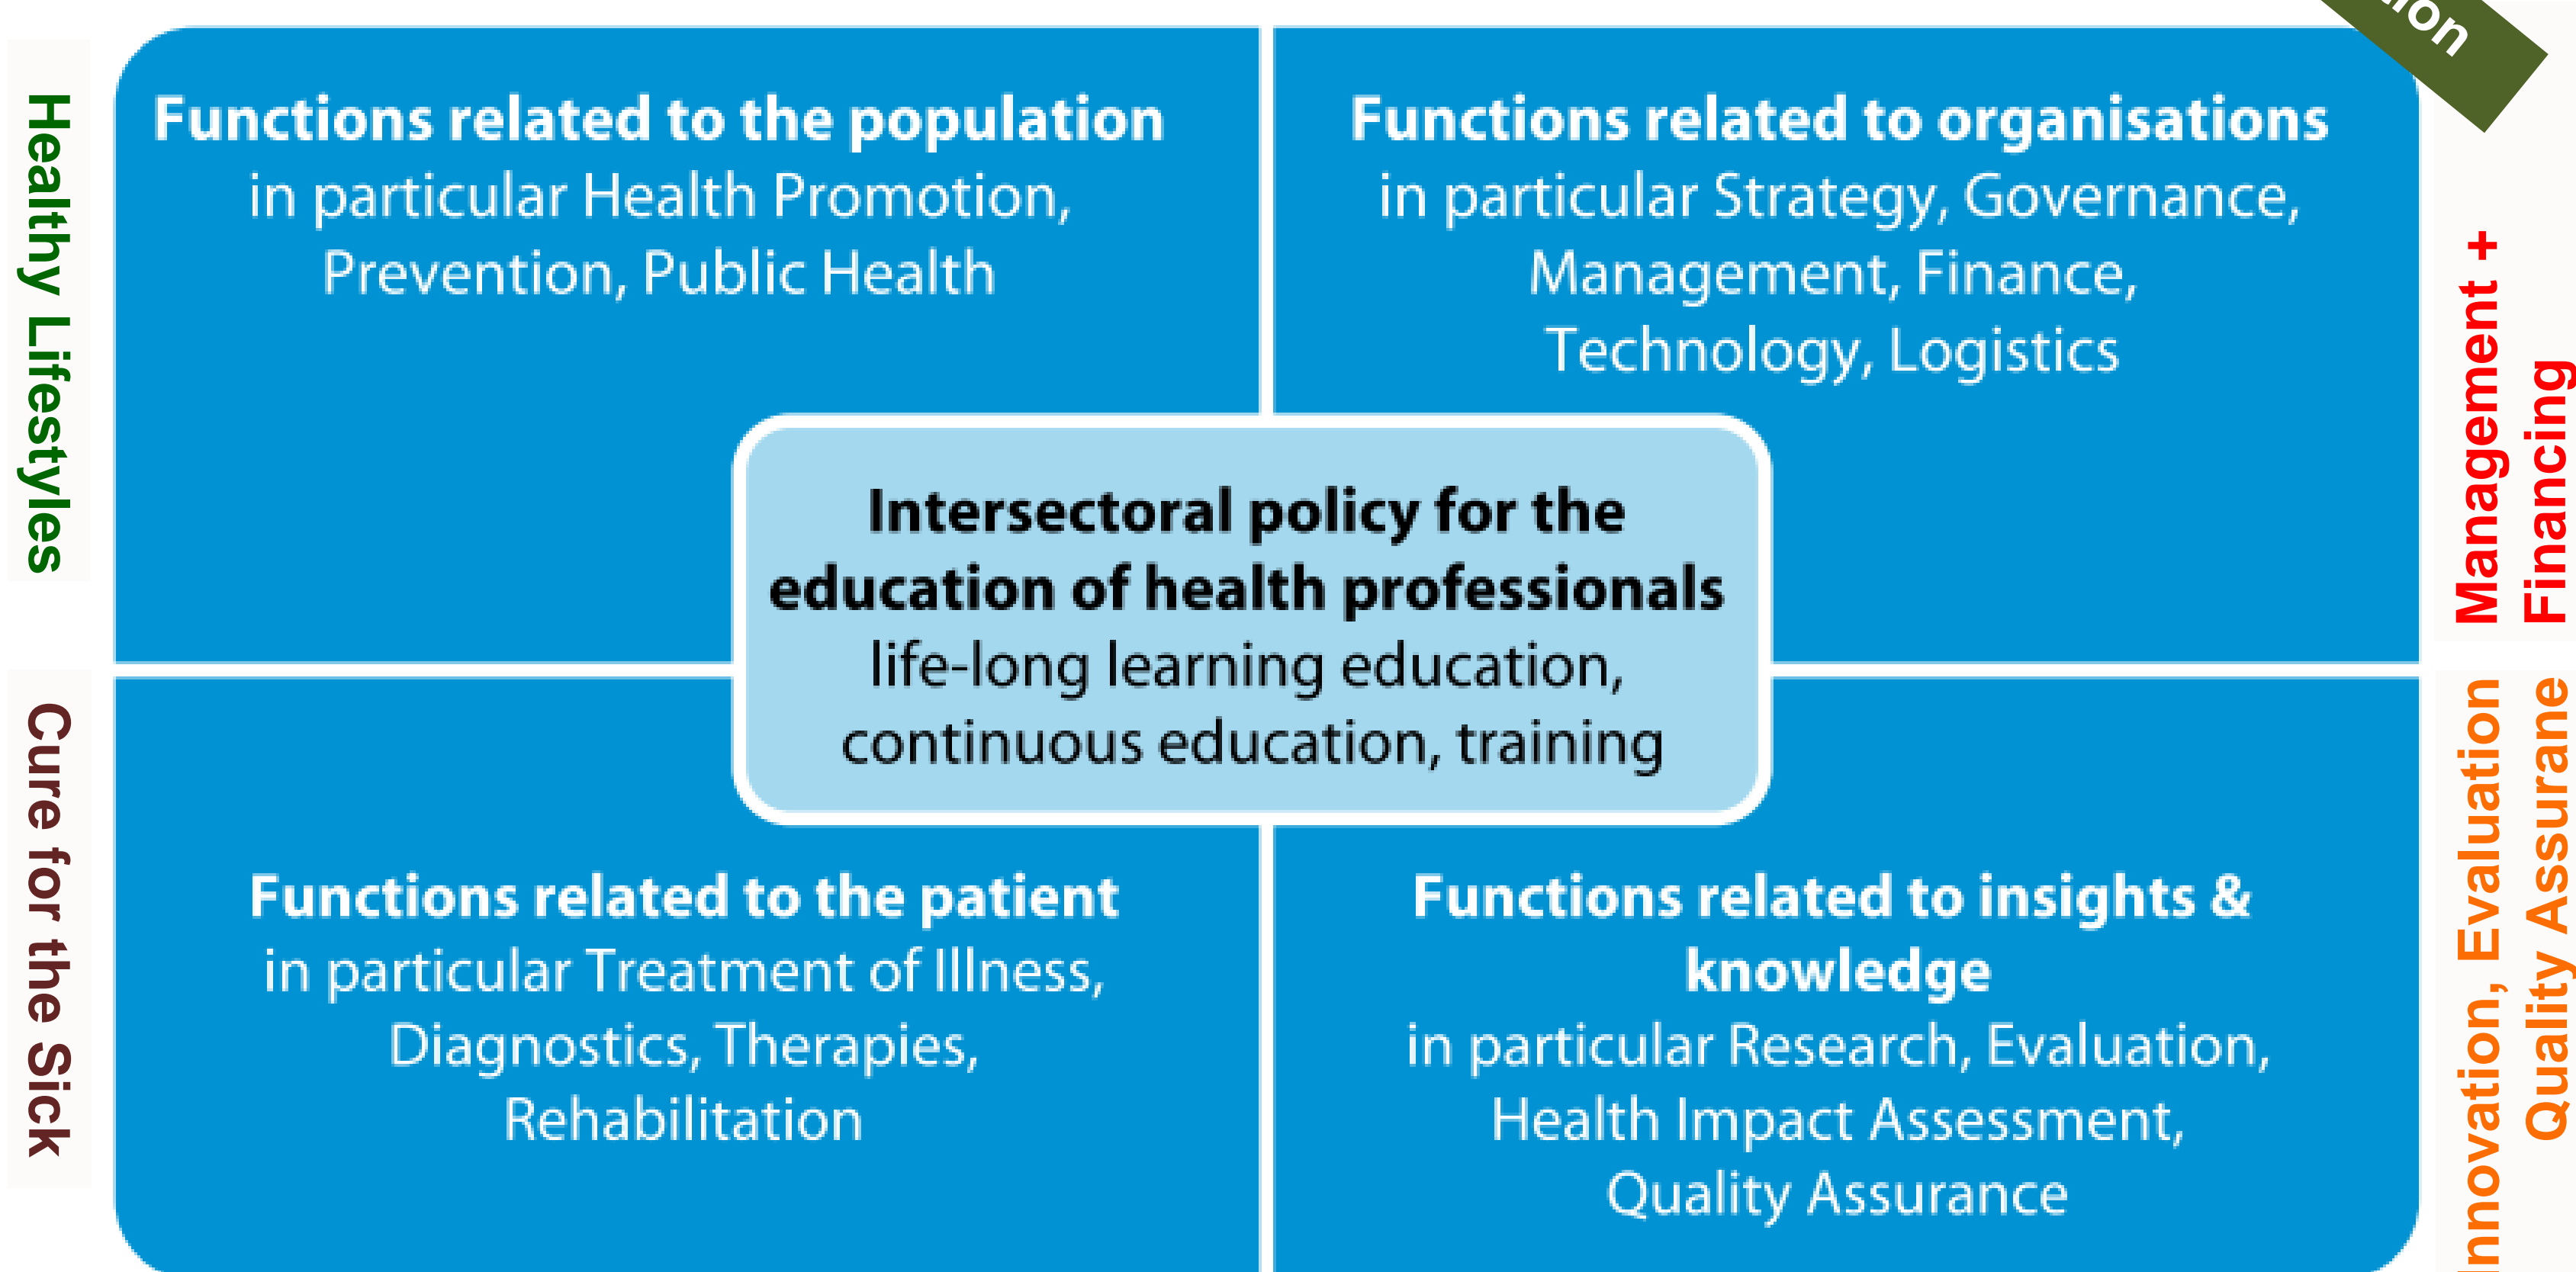 Healthy Lifestyles
Functions related to the population
in particular Health Promotion,
Prevention, Public Health
Functions related to organisations
in particular Strategy, Governance,
Management, Finance,
Technology, Logistics
Management +
Financing
Intersectoral policy for the
education of health professionals
life-long learning education,
continuous education, training
Cure for the Sick
Functions related to the patient
in particular Treatment of Illness,
Diagnostics, Therapies,
Rehabilitation
Functions related to insights &
knowledge
in particular Research, Evaluation,
Health Impact Assessment,
Quality Assurance
nnovation, Evaluation
Quality Assurane